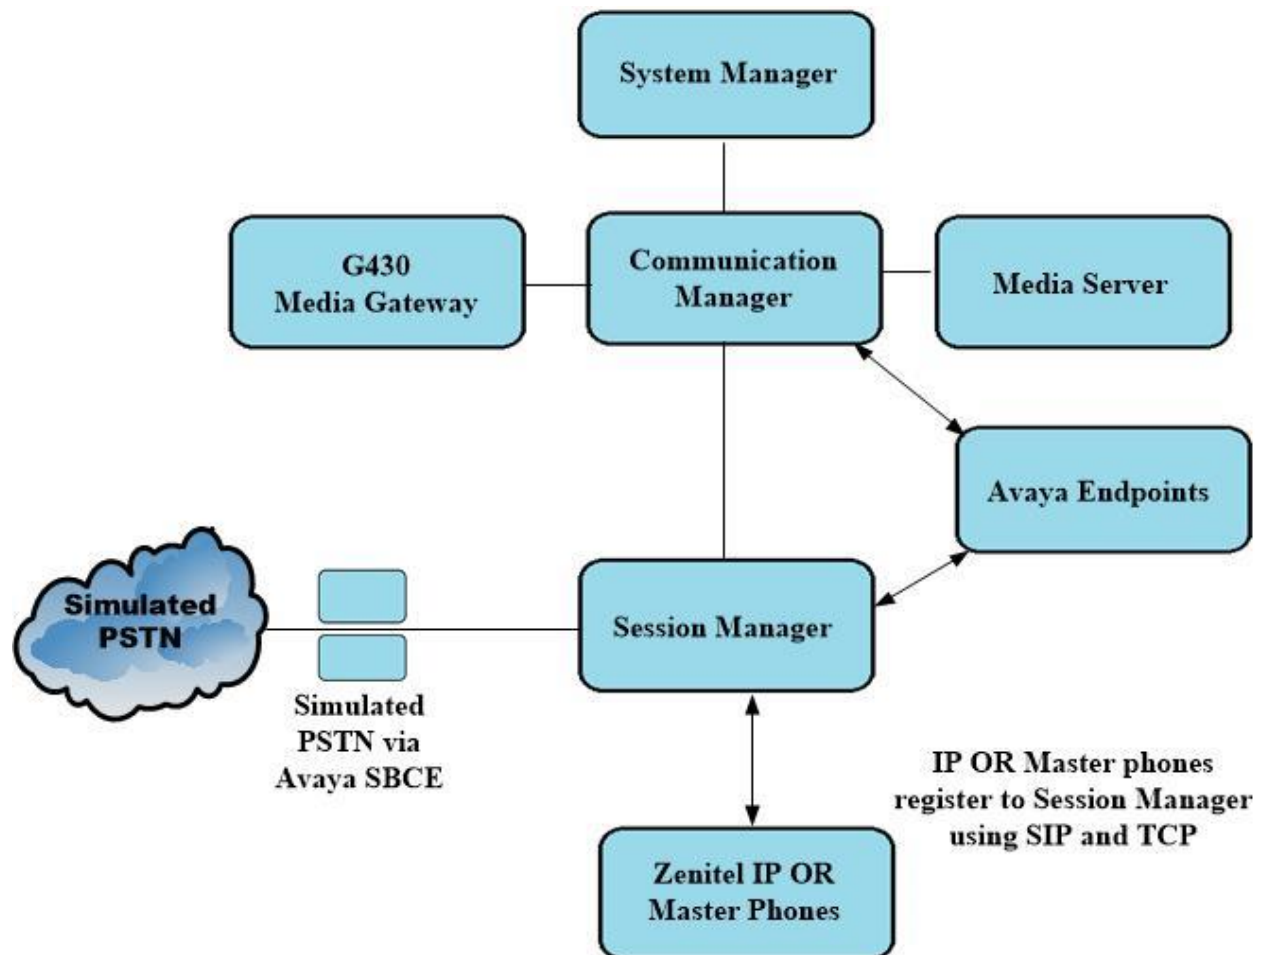 System Manager
G430
Media Gateway
Communication
Manager
Media Server
Avaya Endpoints
Simulated
PSTN
Session Manager
Simulated
PSTN via
Avaya SBCE
IP OR Master phones
register to Session Manager
using SIP and TCP
Zenitel IP OR
Master Phones